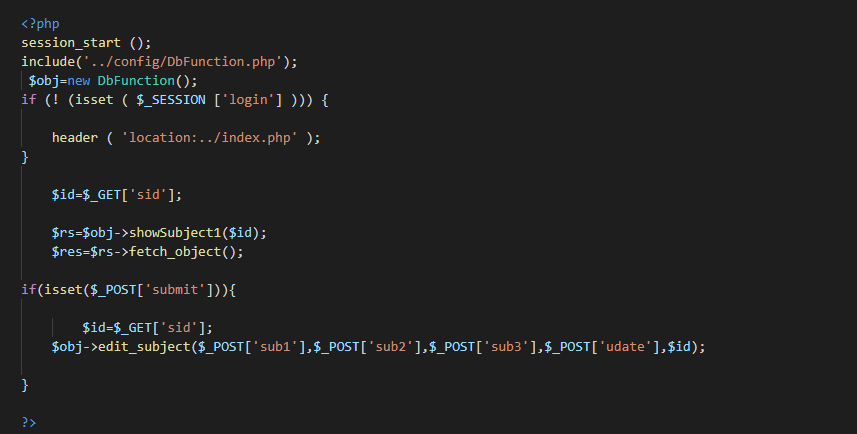 <?php
session_start ();
include('../config/DbFunction.php');
$obj=new DbFunction();
if (! (isset ( $_SESSION ['login'] ))) {
header ( 'location:../index.php' );
}
$id=$_GET['sid'];
$rs=$obj->showSubject1($id);
$res=$rs->fetch_object();
if(isset($_POST['submit'])){
$id=$_GET['sid'];
$obj->edit_subject($_POST['sub1'],$_POST['sub2'],$_POST['sub3'],$_POST['udate'],$id);
}
?>